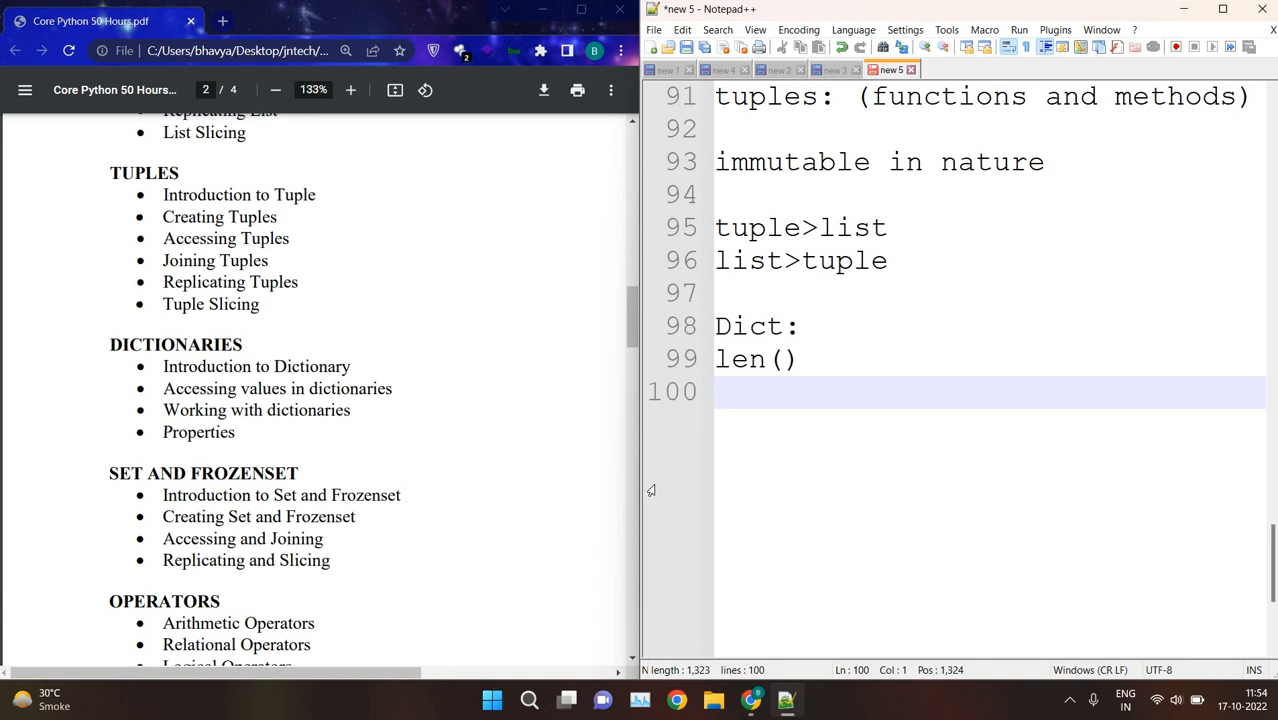 Core Python 50 Hours.pdf
File C:/Users/bhavya/Desktop/jntech/...
2
B
Core Python 50 Hours...
2 / 4
133%
List Slicing
TUPLES
Introduction to Tuple
Creating Tuples
Accessing Tuples
Joining Tuples
Replicating Tuples
Tuple Slicing
DICTIONARIES
Introduction to Dictionary
Accessing values in dictionaries
Working with dictionaries
Properties
SET AND FROZENSET
Introduction to Set and Frozenset
Creating Set and Frozenset
Accessing and Joining
Replicating and Slicing
OPERATORS
Arithmetic Operators
Relational Operators
*new 5 - Notepad++
File Edit Search View Encoding Language Settings Tools Macro Run Plugins Window ?
X
new 1 new 4 new 2 new 3 new 5
91 tuples: (functions and methods)
92
93 immutable in nature
94
95 tuple>list
96 list>tuple
97
98 Dict:
99 len()
100
N length : 1,323 lines : 100 Ln : 100 Col : 1 Pos : 1,324 Windows (CR LF) UTF-8 INS
30°C
Smoke
ENG
IN
11:54
17-10-2022